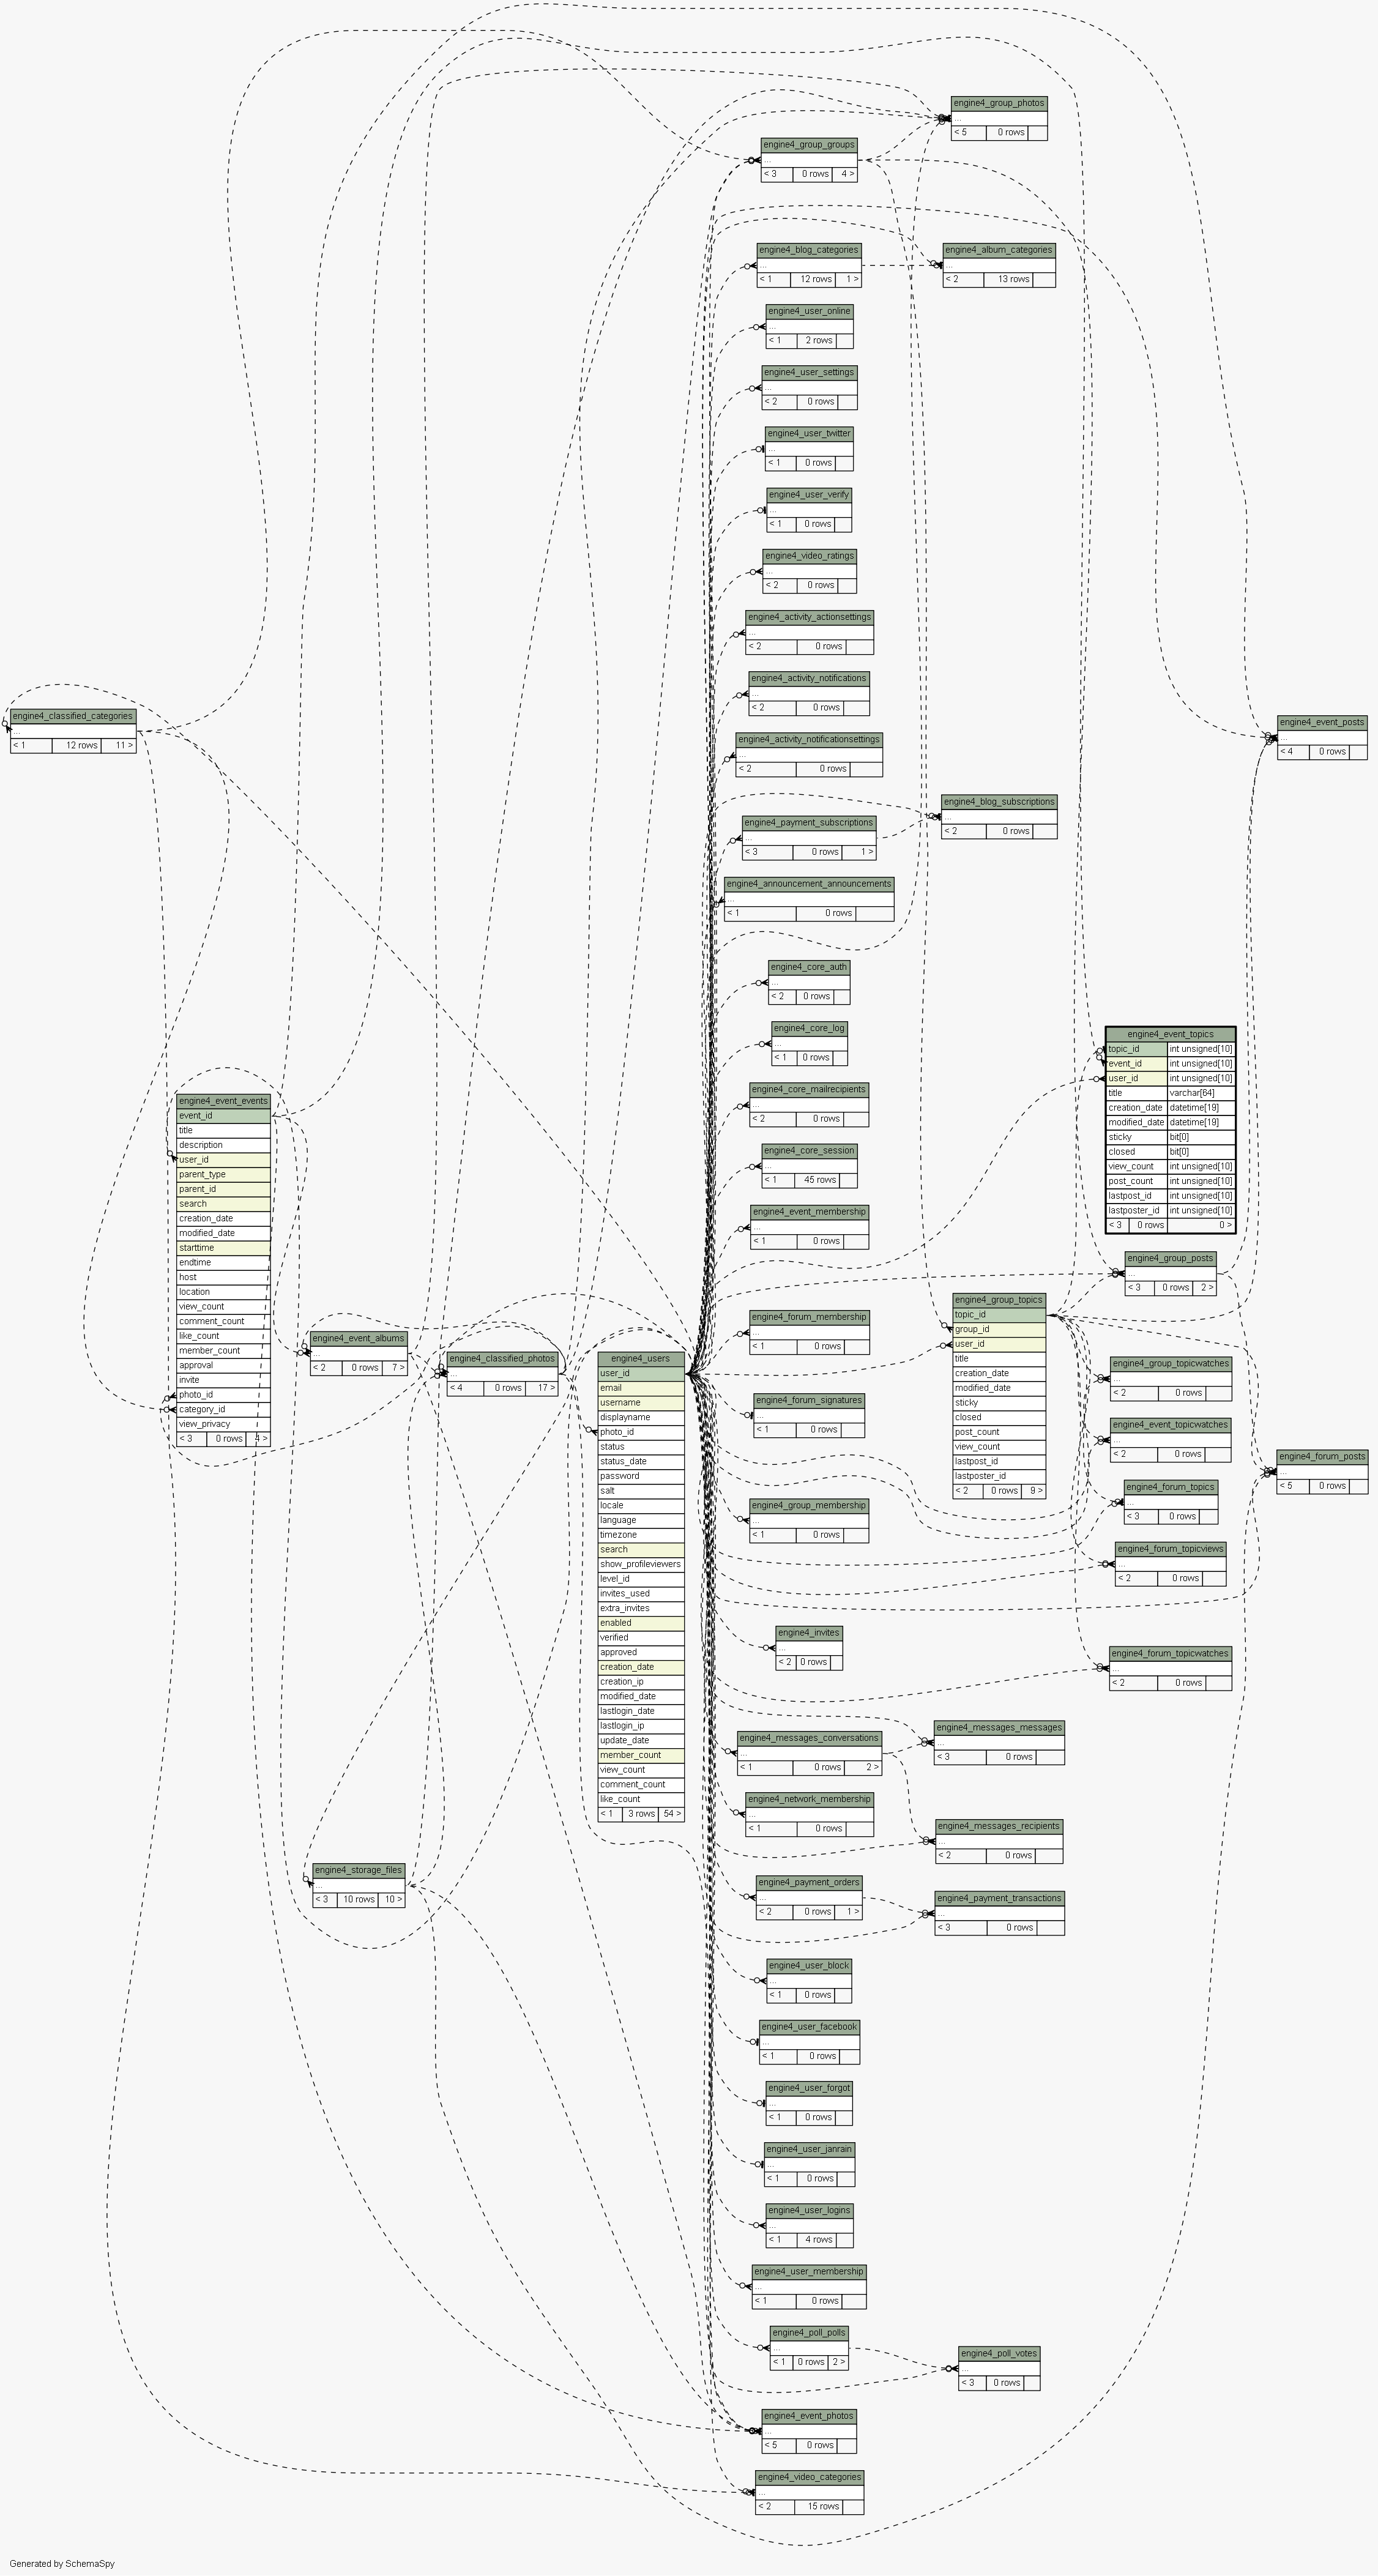 engine4_group_photos
...
< 5 0 rows
engine4_group_groups
...
< 3 0 rows 4 >
engine4_blog_categories
...
< 1 12 rows 1 >
engine4_album_categories
...
< 2 13 rows
engine4_user_online
...
< 1 2 rows
engine4_user_settings
...
< 2 0 rows
engine4_user_twitter
...
< 1 0 rows
engine4_user_verify
...
< 1 0 rows
engine4_video_ratings
...
< 2 0 rows
engine4_activity_actionsettings
...
< 2 0 rows
engine4_activity_notifications
...
< 2 0 rows
engine4_classified_categories
...
< 1 12 rows 11 >
engine4_event_posts
...
< 4 0 rows
engine4_activity_notificationsettings
...
< 2 0 rows
engine4_blog_subscriptions
...
< 2 0 rows
engine4_payment_subscriptions
...
< 3 0 rows 1 >
engine4_announcement_announcements
...
< 1 0 rows
engine4_core_auth
...
< 2 0 rows
engine4_core_log
...
< 1 0 rows
engine4_event_topics
topic_id int unsigned[10]
event_id int unsigned[10]
user_id int unsigned[10]
title varchar[64]
creation_date datetime[19]
modified_date datetime[19]
sticky bit[0]
closed bit[0]
view_count int unsigned[10]
post_count int unsigned[10]
lastpost_id int unsigned[10]
lastposter_id int unsigned[10]
< 3 0 rows 0 >
engine4_core_mailrecipients
...
< 2 0 rows
engine4_event_events
event_id
title
description
user_id
parent_type
parent_id
search
creation_date
modified_date
starttime
endtime
host
location
view_count
comment_count
like_count
member_count
approval
invite
photo_id
category_id
view_privacy
< 3 0 rows 4 >
engine4_core_session
...
< 1 45 rows
engine4_event_membership
...
< 1 0 rows
engine4_group_posts
...
< 3 0 rows 2 >
engine4_group_topics
topic_id
group_id
user_id
title
creation_date
modified_date
sticky
closed
post_count
view_count
lastpost_id
lastposter_id
< 2 0 rows 9 >
engine4_forum_membership
...
< 1 0 rows
engine4_event_albums
...
< 2 0 rows 7 >
engine4_classified_photos
...
< 4 0 rows 17 >
engine4_users
user_id
email
username
displayname
photo_id
status
status_date
password
salt
locale
language
timezone
search
show_profileviewers
level_id
invites_used
extra_invites
enabled
verified
approved
creation_date
creation_ip
modified_date
lastlogin_date
lastlogin_ip
update_date
member_count
view_count
comment_count
like_count
< 1 3 rows 54 >
engine4_group_topicwatches
...
< 2 0 rows
engine4_forum_signatures
...
< 1 0 rows
engine4_event_topicwatches
...
< 2 0 rows
engine4_forum_posts
...
< 5 0 rows
engine4_forum_topics
...
< 3 0 rows
engine4_group_membership
...
< 1 0 rows
engine4_forum_topicviews
...
< 2 0 rows
engine4_invites
...
< 2 0 rows
engine4_forum_topicwatches
...
< 2 0 rows
engine4_messages_messages
...
< 3 0 rows
engine4_messages_conversations
...
< 1 0 rows 2 >
engine4_network_membership
...
< 1 0 rows
engine4_messages_recipients
...
< 2 0 rows
engine4_storage_files
...
< 3 10 rows 10 >
engine4_payment_orders
...
< 2 0 rows 1 >
engine4_payment_transactions
...
< 3 0 rows
engine4_user_block
...
< 1 0 rows
engine4_user_facebook
...
< 1 0 rows
engine4_user_forgot
...
< 1 0 rows
engine4_user_janrain
...
< 1 0 rows
engine4_user_logins
...
< 1 4 rows
engine4_user_membership
...
< 1 0 rows
engine4_poll_polls
...
< 1 0 rows 2 >
engine4_poll_votes
...
< 3 0 rows
engine4_event_photos
...
< 5 0 rows
engine4_video_categories
...
< 2 15 rows
Generated by SchemaSpy